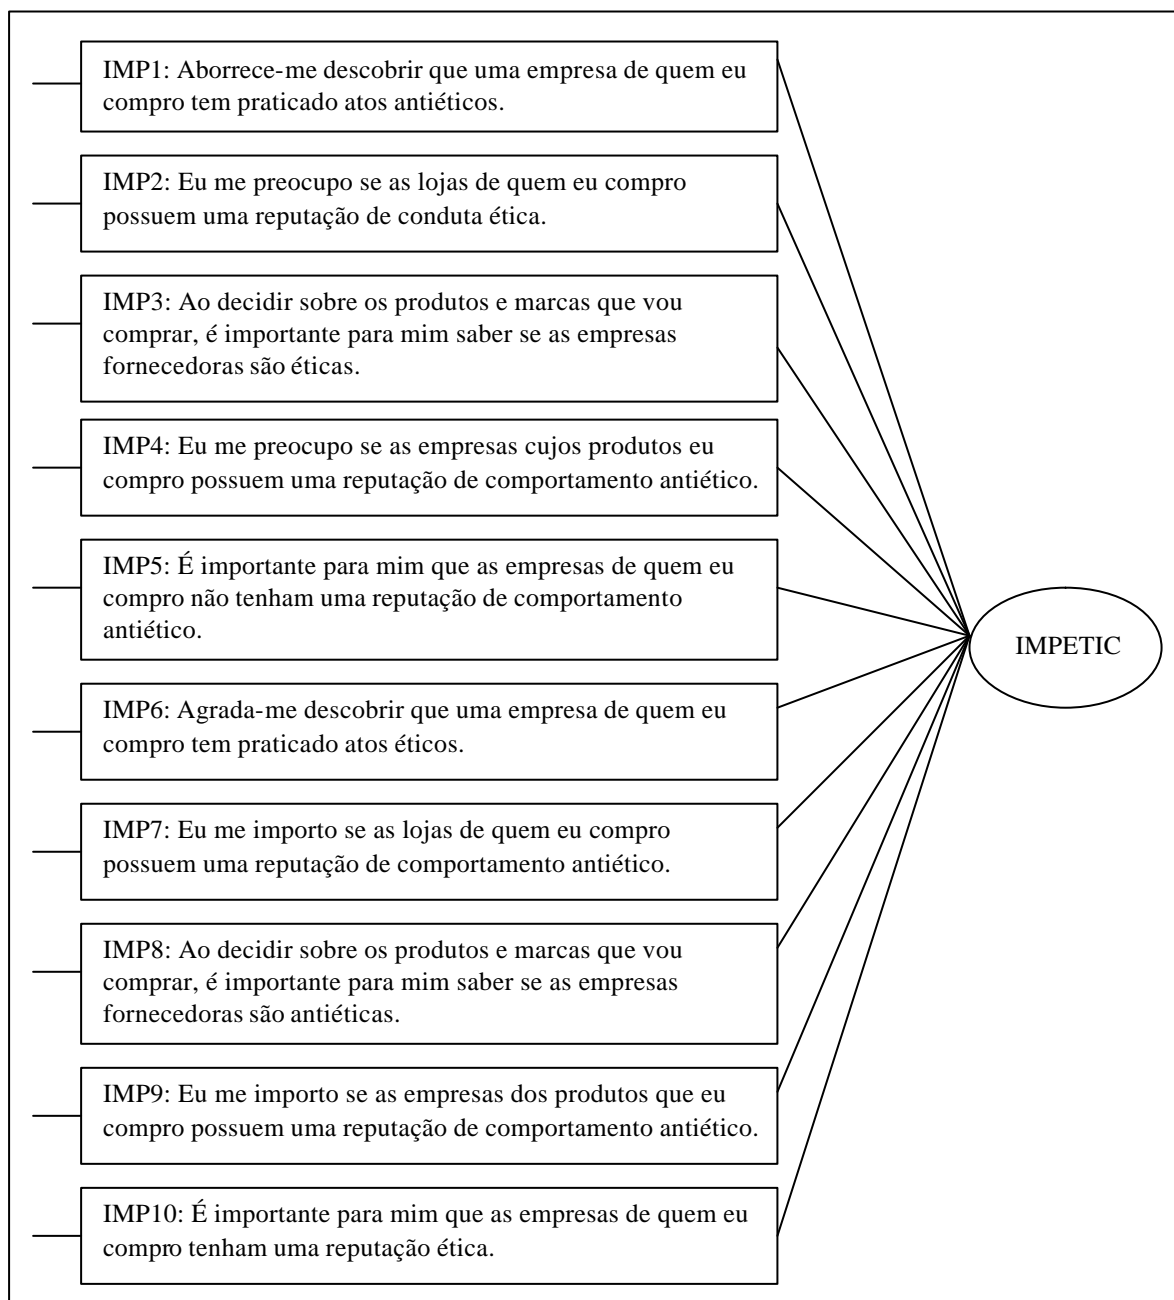 IMP1: Aborrece-me descobrir que uma empresa de quem eu
compro tem praticado atos antiéticos.
IMP2: Eu me preocupo se as lojas de quem eu compro
possuem uma reputação de conduta ética.
IMP3: Ao decidir sobre os produtos e marcas que vou
comprar, é importante para mim saber se as empresas
fornecedoras são éticas.
IMP4: Eu me preocupo se as empresas cujos produtos eu
compro possuem uma reputação de comportamento antiético.
IMP5: É importante para mim que as empresas de quem eu
compro não tenham uma reputação de comportamento
antiético.
IMPETIC
IMP6: Agrada-me descobrir que uma empresa de quem eu
compro tem praticado atos éticos.
IMP7: Eu me importo se as lojas de quem eu compro
possuem uma reputação de comportamento antiético.
IMP8: Ao decidir sobre os produtos e marcas que vou
comprar, é importante para mim saber se as empresas
fornecedoras são antiéticas.
IMP9: Eu me importo se as empresas dos produtos que eu
compro possuem uma reputação de comportamento antiético.
IMP10: É importante para mim que as empresas de quem eu
compro tenham uma reputação ética.